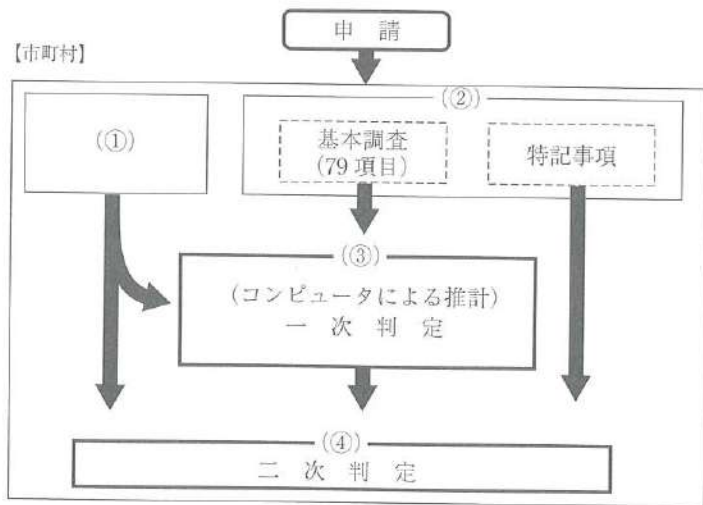 申 請
【市町村】
(②)
(①)
基本調査
(79 項目)
特記事項
(③)
(コンピュータによる推計)
一 次 判 定
(④)
二 次 判 定